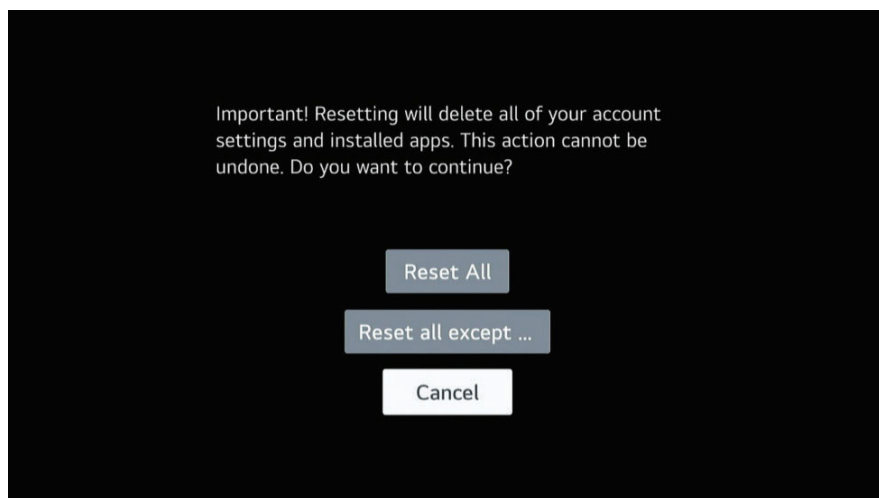 Important! Resetting will delete all of your account
settings and installed apps. This action cannot be
undone. Do you want to continue?
Reset All
Reset all except ...
Cancel